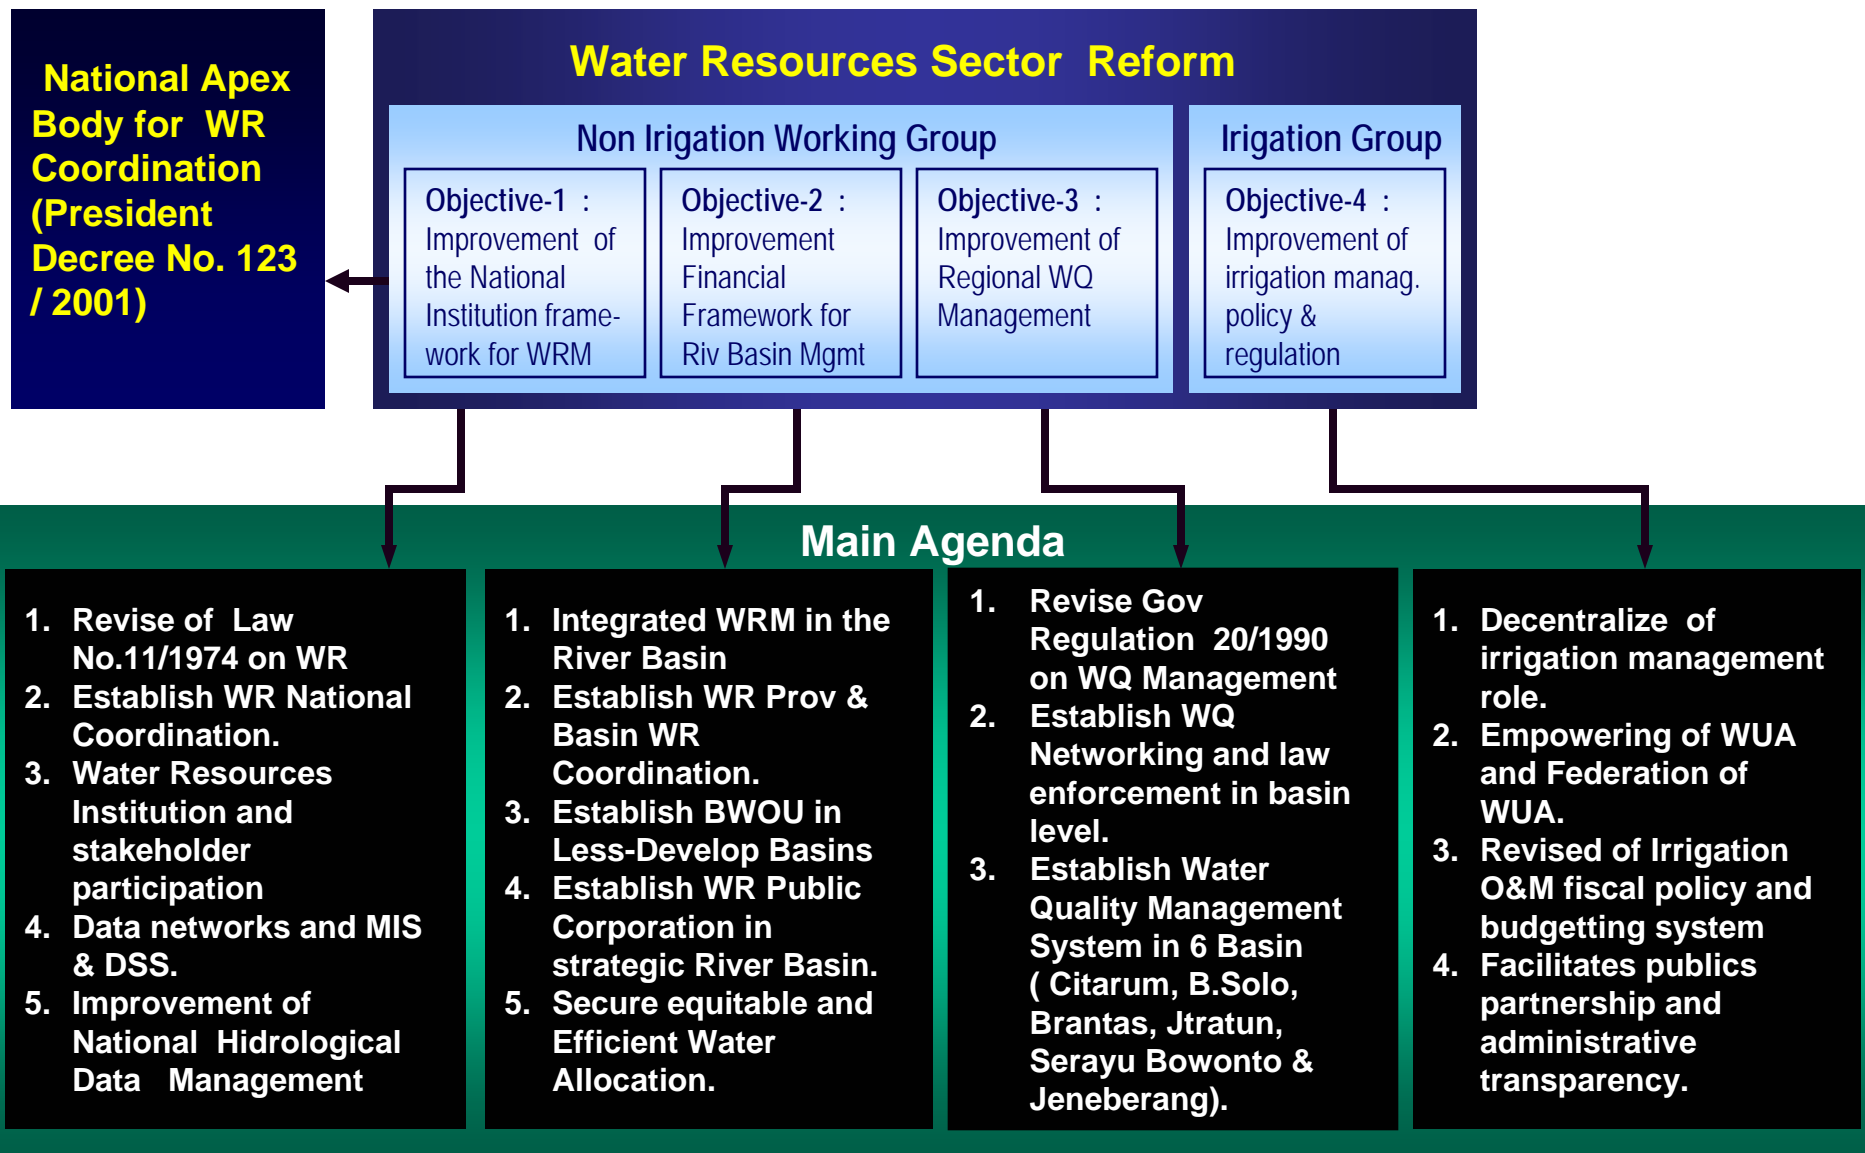 National Apex
Body for WR
Coordination
(President
Decree No. 123
/ 2001)
Water Resources Sector Reform
Non Irigation Working Group
Objective-1 :
Improvement of
the National
Institution frame-
work for WRM
Objective-2 :
Improvement
Financial
Framework for
Riv Basin Mgmt
Objective-3 :
Improvement of
Regional WQ
Management
Irigation Group
Objective-4 :
Improvement of
irrigation manag.
policy &
regulation
Main Agenda
1. Revise of Law
No.11/1974 on WR
2. Establish WR National
Coordination.
3. Water Resources
Institution and
stakeholder
participation
4. Data networks and MIS
& DSS.
5. Improvement of
National Hidrological
Data Management
1. Integrated WRM in the
River Basin
2. Establish WR Prov &
Basin WR
Coordination.
3. Establish BWOU in
Less-Develop Basins
4. Establish WR Public
Corporation in
strategic River Basin.
5. Secure equitable and
Efficient Water
Allocation.
1. Revise Gov
Regulation 20/1990
on WQ Management
2. Establish WQ
Networking and law
enforcement in basin
level.
3. Establish Water
Quality Management
System in 6 Basin
( Citarum, B.Solo,
Brantas, Jtratun,
Serayu Bowonto &
Jeneberang).
1. Decentralize of
irrigation management
role.
2. Empowering of WUA
and Federation of
WUA.
3. Revised of Irrigation
O&M fiscal policy and
budgetting system
4. Facilitates publics
partnership and
administrative
transparency.